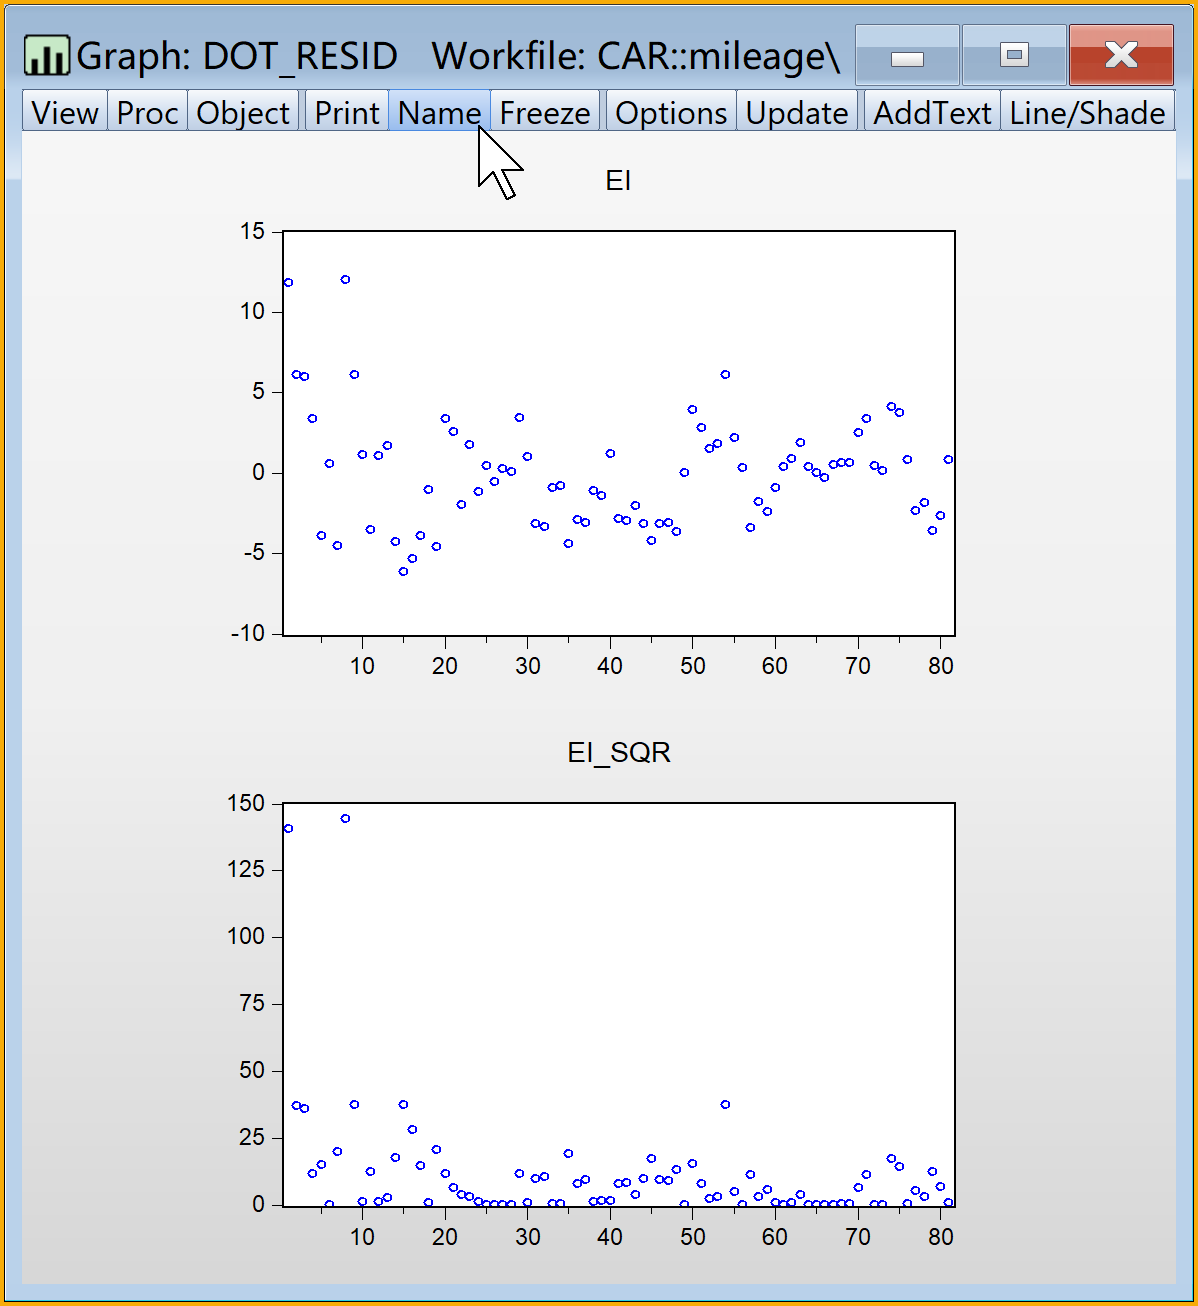 Graph: DOT_RESID Workfile: CAR::mileage\
View Proc Object Print Name Freeze Options Update AddText Line/Shade
EI
15
10
5
0
-5
-10
10 20 30 40 50 60 70 80
EI_SQR
150
125
100
75
50
25
0
10 20 30 40 50 60 70 80